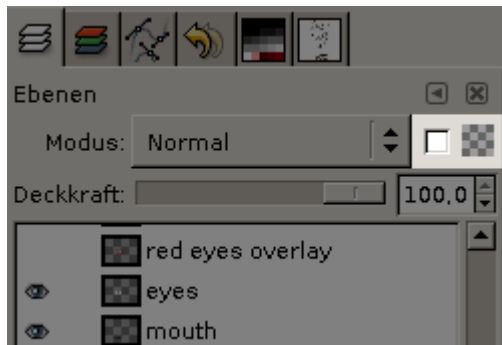 Ebenen
Modus: Normal
Deckkraft: 100,0
red eyes overlay
eyes
mouth